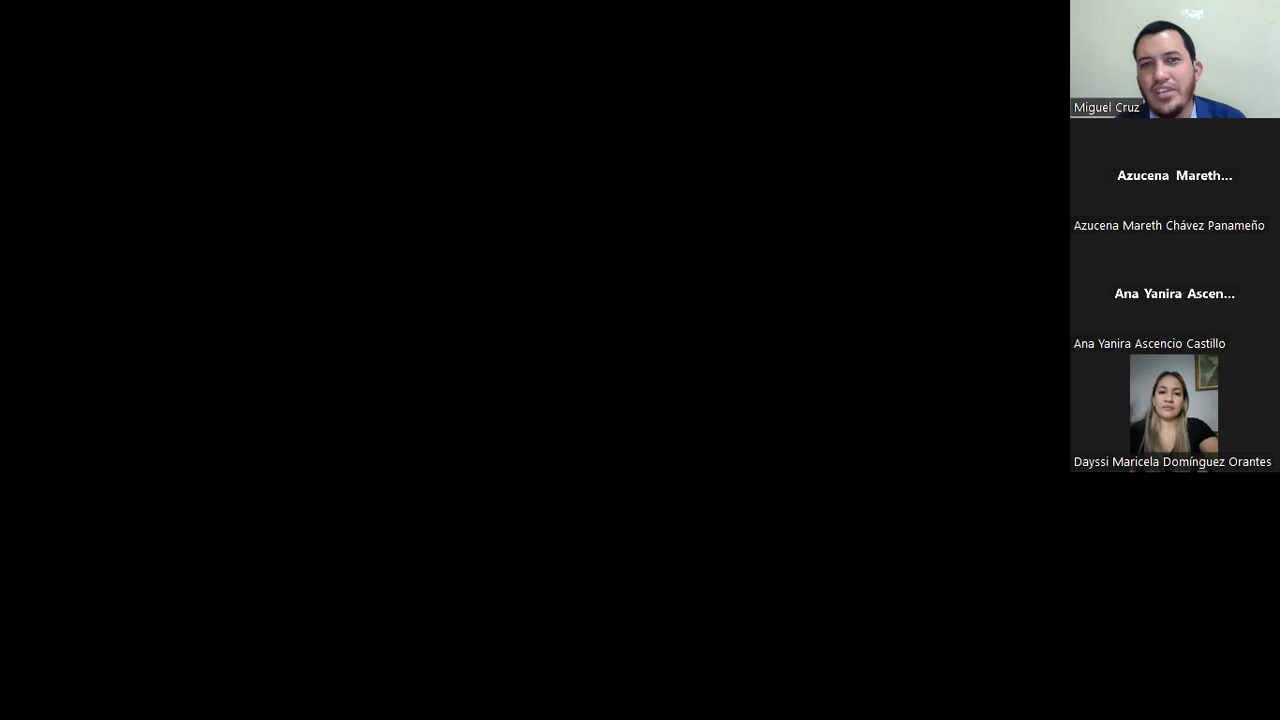 Miguel Cruz
Azucena Mareth...
Azucena Mareth Chávez Panameño
Ana Yanira Ascen...
Ana Yanira Ascencio Castillo
Dayssi Maricela Domínguez Orantes